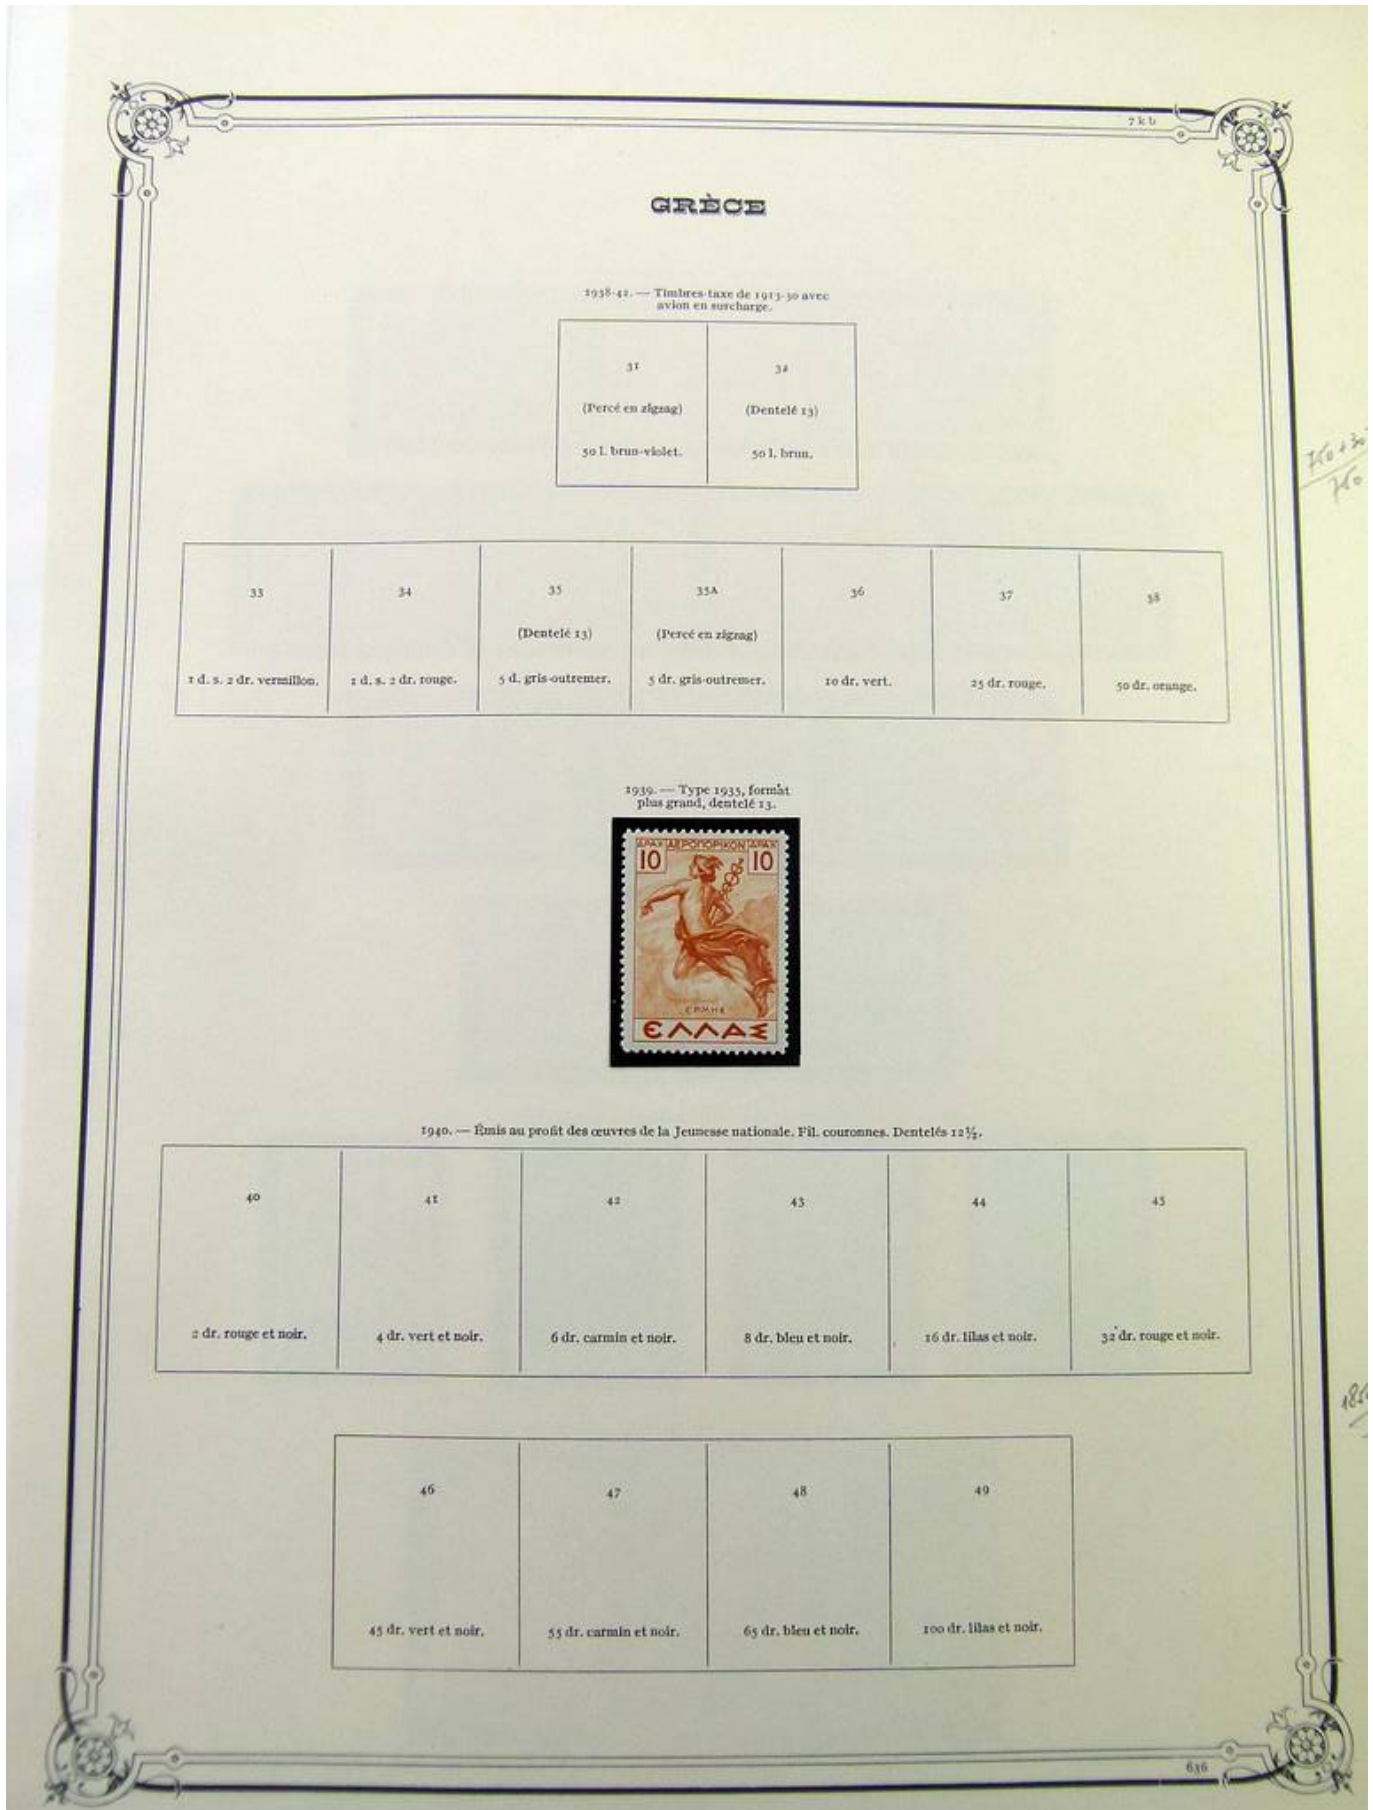 7kb
GRÈCE
1938-42. — Timbres-taxe de 1913-30 avec
avion en surcharge.
31
32
(Percé en zigzag)
(Dentelé 13)
50 l. brun-violet.
50 l. brun.
750 + 30
750
33
34
35
35A
36
37
38
(Dentelé 13)
(Percé en zigzag)
1 d. s. 2 dr. vermillon.
1 d. s. 2 dr. rouge.
5 d. gris-outremer.
5 dr. gris-outremer.
10 dr. vert.
25 dr. rouge.
50 dr. orange.
1939. — Type 1935, format
plus grand, dentelé 13.
ΔΡΑΧ ΑΕΡΟΠΟΡΙΚΟΝ ΔΡΑΧ
10 10
ΕΡΜΗΣ
ΕΛΛΑΣ
1940. — Émis au profit des œuvres de la Jeunesse nationale. Fil. couronnes. Dentelés 12½.
40
41
42
43
44
45
2 dr. rouge et noir.
4 dr. vert et noir.
6 dr. carmin et noir.
8 dr. bleu et noir.
16 dr. lilas et noir.
32 dr. rouge et noir.
46
47
48
49
45 dr. vert et noir.
55 dr. carmin et noir.
65 dr. bleu et noir.
100 dr. lilas et noir.
636